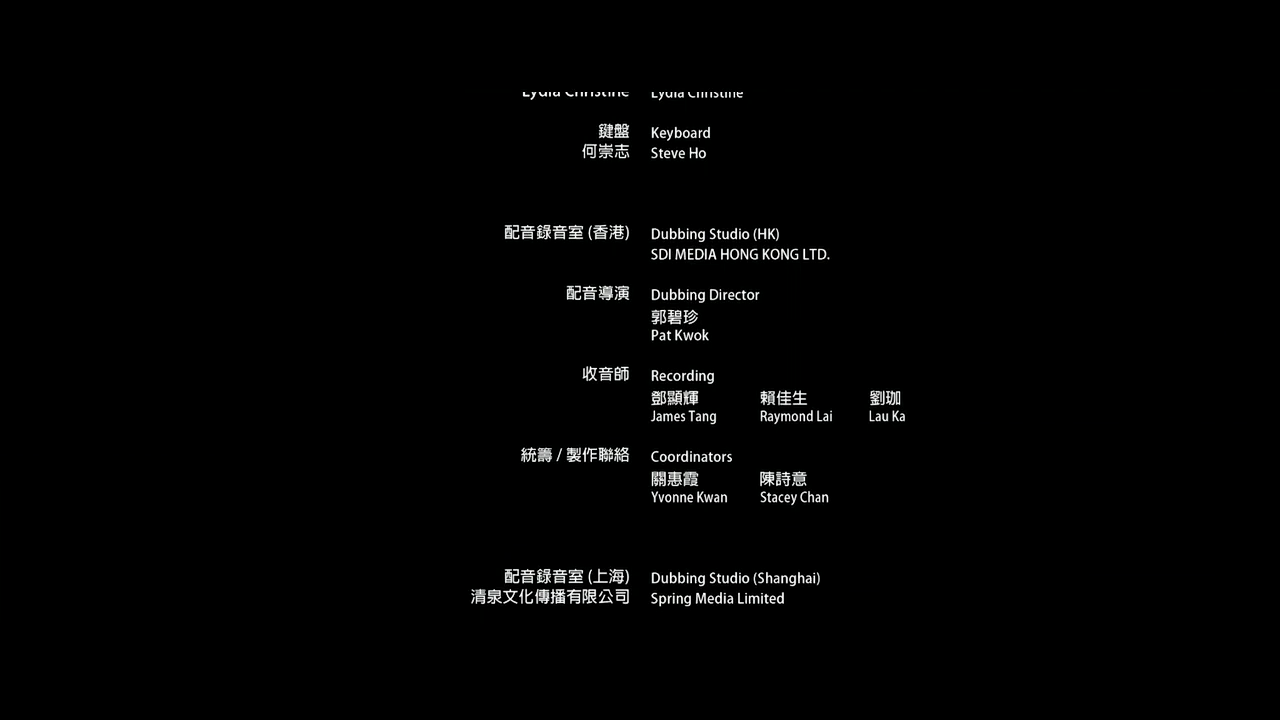 Lydia Christine Lydia Christine
鍵盤 Keyboard
何崇志 Steve Ho
配音錄音室 (香港) Dubbing Studio (HK)
SDI MEDIA HONG KONG LTD.
配音導演 Dubbing Director
郭碧珍
Pat Kwok
收音師 Recording
鄧顯輝 賴佳生 劉珈
James Tang Raymond Lai Lau Ka
統籌 / 製作聯絡 Coordinators
關惠霞 陳詩意
Yvonne Kwan Stacey Chan
配音錄音室 (上海) Dubbing Studio (Shanghai)
清泉文化傳播有限公司 Spring Media Limited